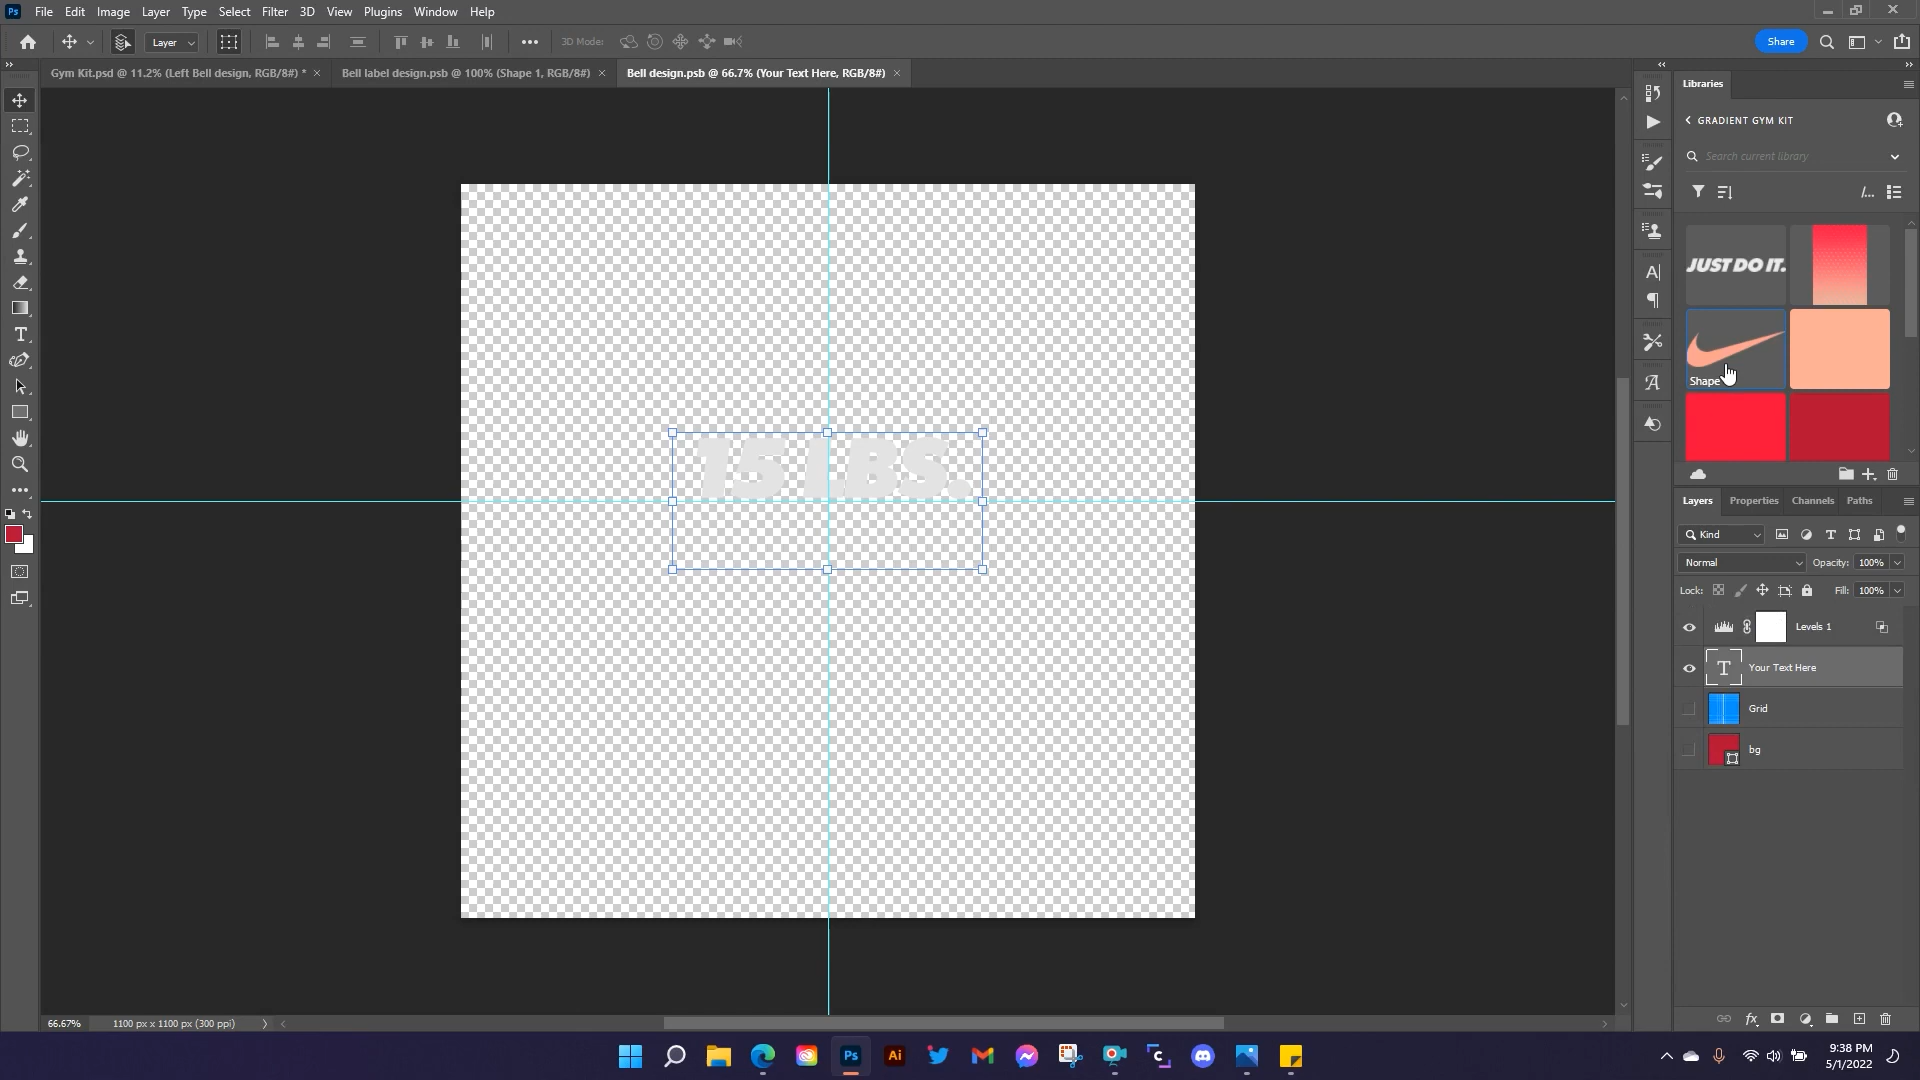 Ps File Edit Image Layer Type Select Filter 3D View Plugins Window Help
Layer 3D Mode: Share
Gym Kit.psd @ 11.2% (Left Bell design, RGB/8#) * × Bell label design.psb @ 100% (Shape 1, RGB/8#) × Bell design.psb @ 66.7% (Your Text Here, RGB/8#) ×
Libraries
GRADIENT GYM KIT
Search current library
/...
JUST DO IT.
Shape
15 LBS.
Layers Properties Channels Paths
Kind
Normal Opacity: 100%
Lock: Fill: 100%
Levels 1
T Your Text Here
Grid
bg
66.67% 1100 px x 1100 px (300 ppi)
fx
Ps Ai
9:38 PM
5/1/2022